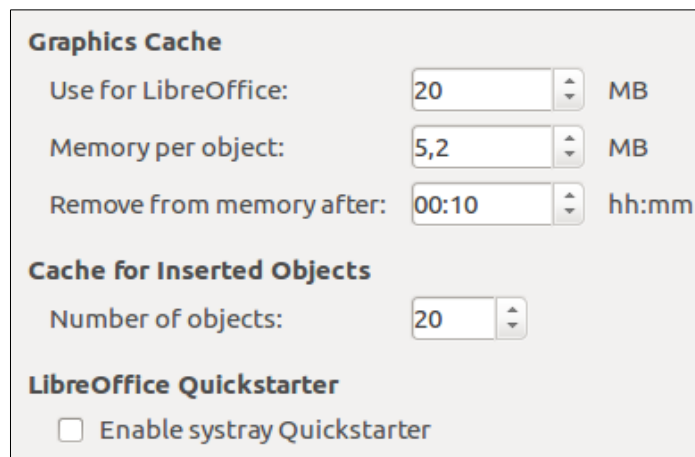 Graphics Cache
Use for LibreOffice: 20 MB
Memory per object: 5,2 MB
Remove from memory after: 00:10 hh:mm
Cache for Inserted Objects
Number of objects: 20
LibreOffice Quickstarter
Enable systray Quickstarter